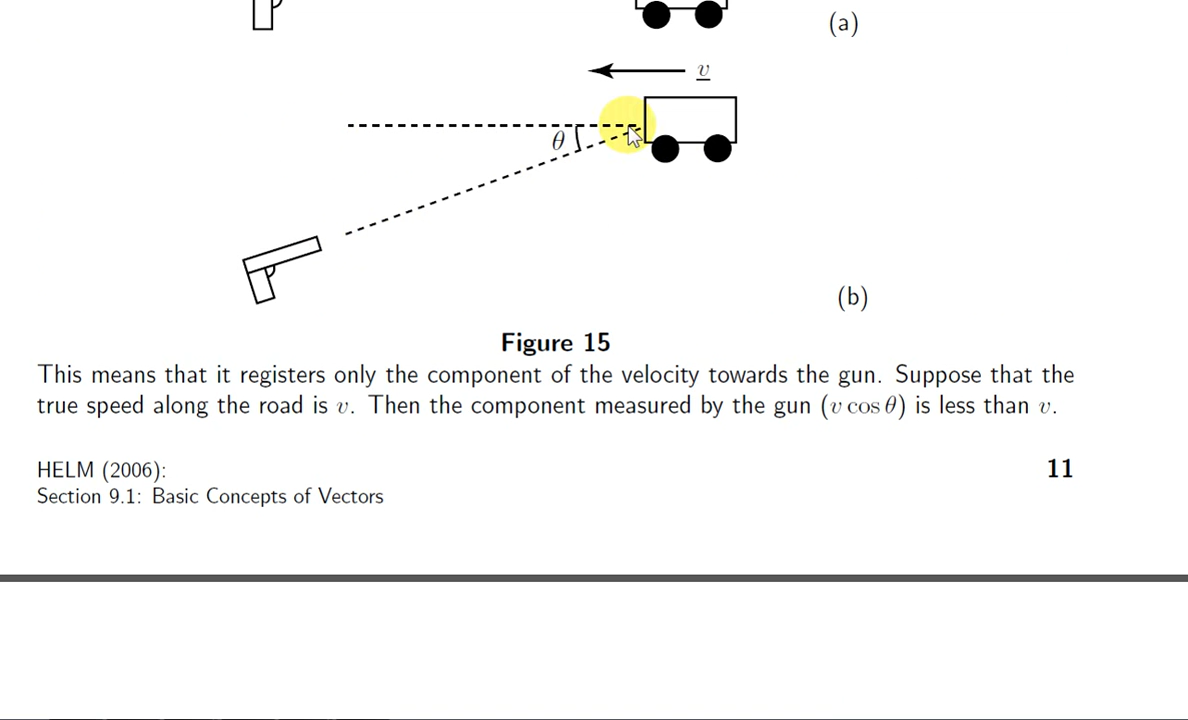 (a)
v
θ
(b)
Figure 15
This means that it registers only the component of the velocity towards the gun. Suppose that the
true speed along the road is v. Then the component measured by the gun (v cos θ) is less than v.
HELM (2006):
11
Section 9.1: Basic Concepts of Vectors